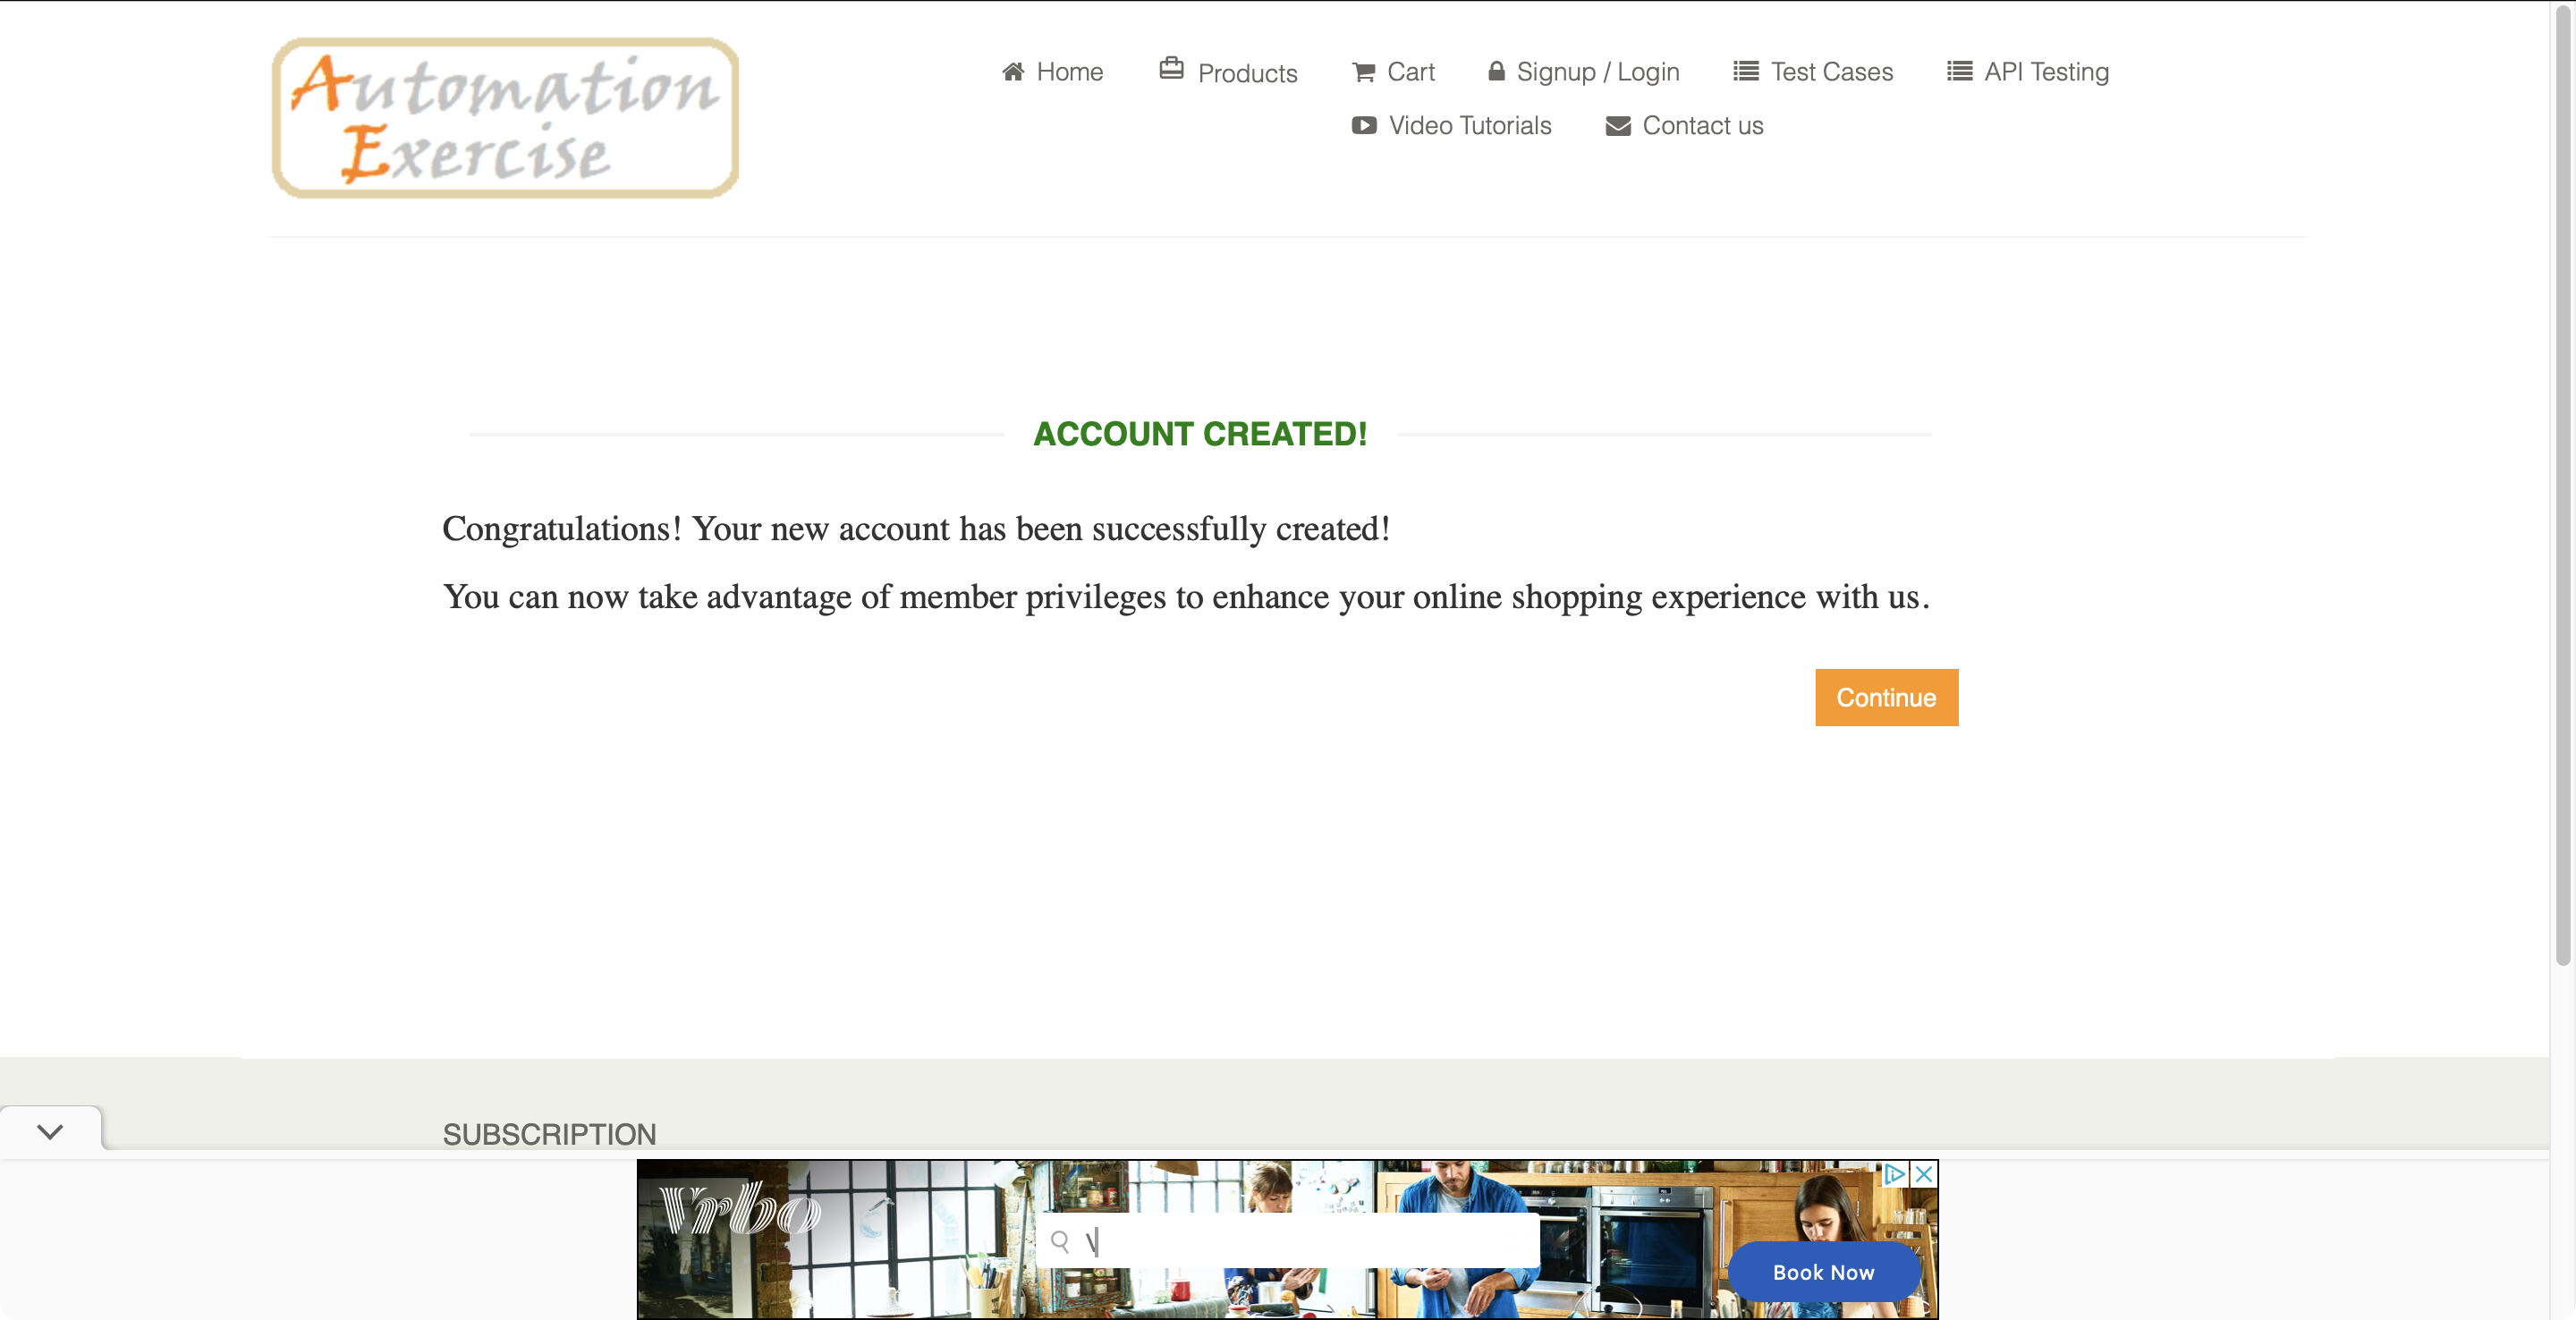 Automation
Exercise
Home Products Cart Signup / Login Test Cases API Testing
Video Tutorials Contact us
ACCOUNT CREATED!
Congratulations! Your new account has been successfully created!
You can now take advantage of member privileges to enhance your online shopping experience with us.
Continue
SUBSCRIPTION
Vrbo
Book Now